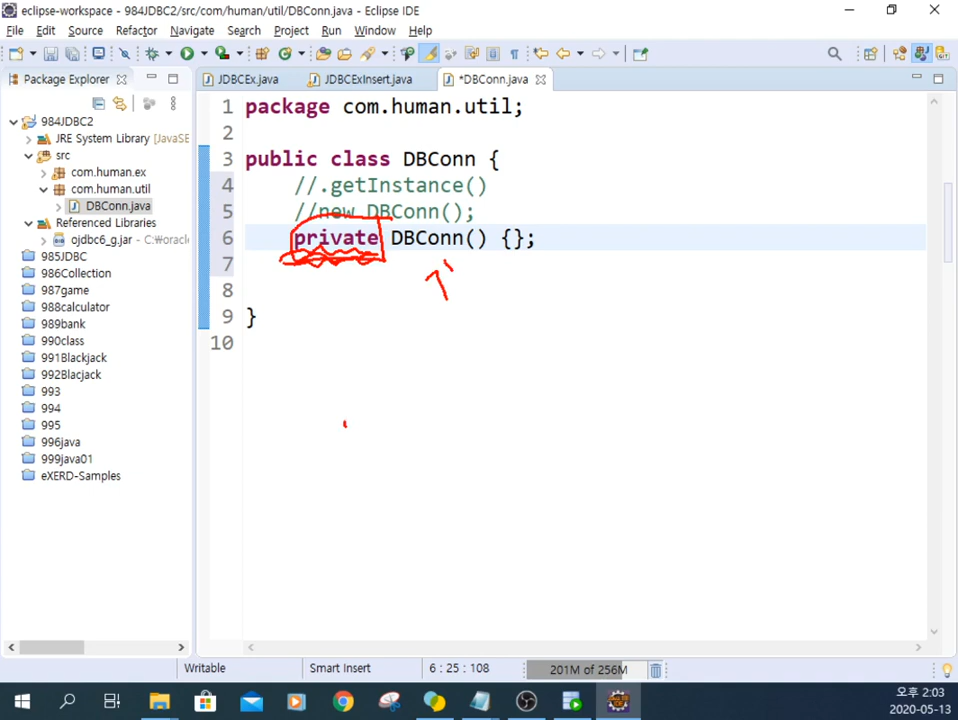 eclipse-workspace - 984JDBC2/src/com/human/util/DBConn.java - Eclipse IDE
File Edit Source Refactor Navigate Search Project Run Window Help
Package Explorer
JDBCEx.java JDBCExInsert.java *DBConn.java
984JDBC2
JRE System Library [JavaSE
src
com.human.ex
com.human.util
DBConn.java
Referenced Libraries
ojdbc6_g.jar - C:\oracle
985JDBC
986Collection
987game
988calculator
989bank
990class
991Blackjack
992Blacjack
993
994
995
996java
999java01
eXERD-Samples
1 package com.human.util;
2
3 public class DBConn {
4 //.getInstance()
5 //new DBConn();
6 private DBConn() {};
7
8
9 }
10
Writable Smart Insert 6 : 25 : 108 201M of 256M
오후 2:03
2020-05-13